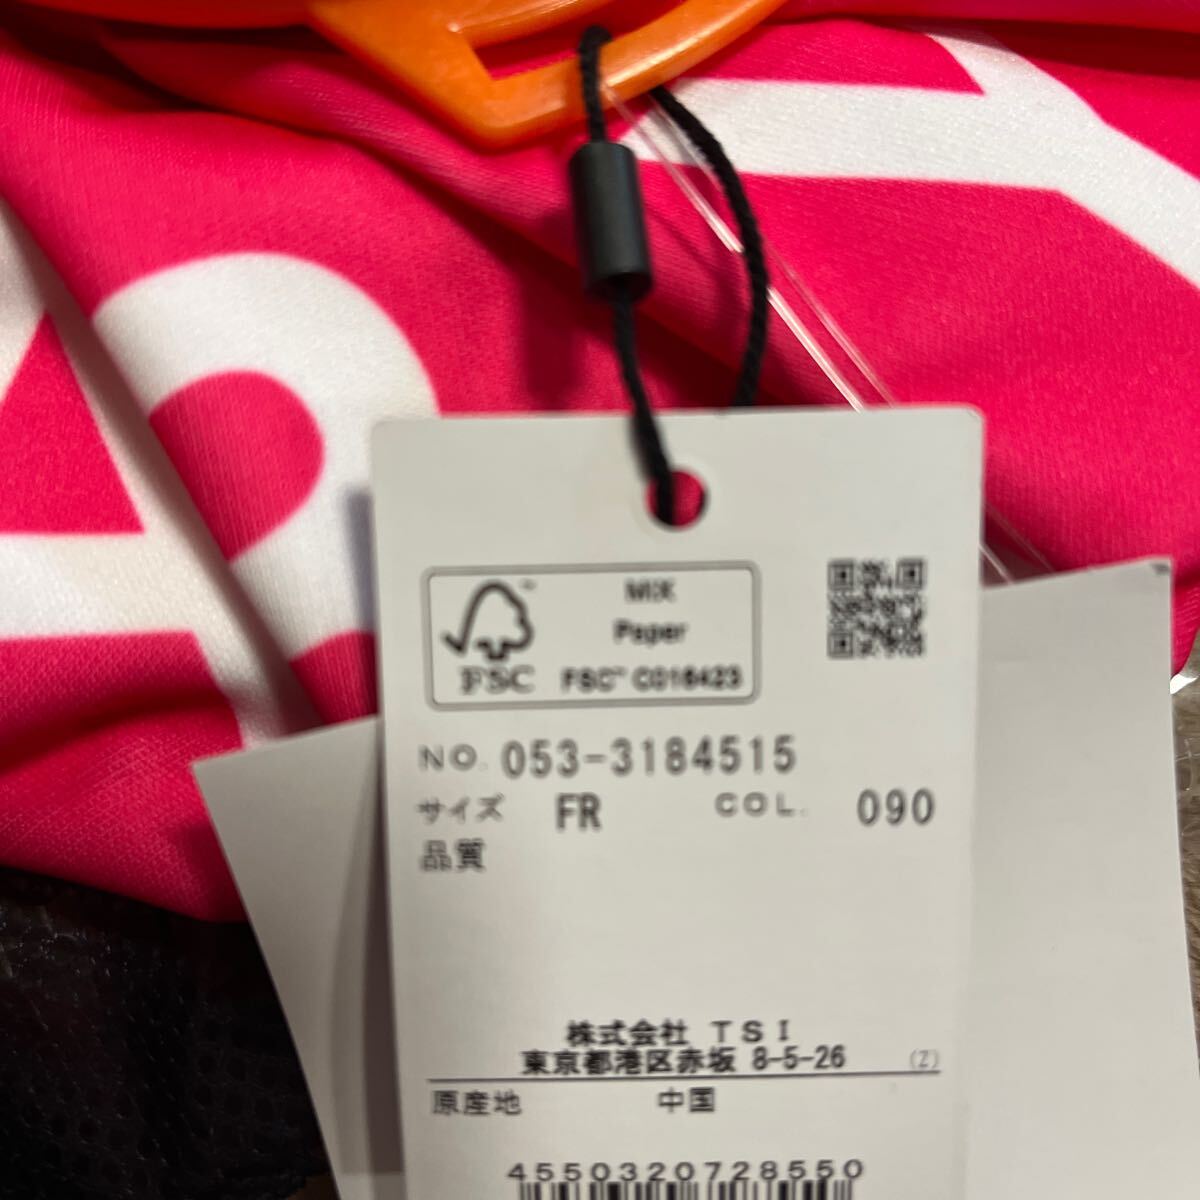 MIX
Paper
FSC
FSC™ C016423
NO. 053-3184515
サイズ FR COL. 090
品質
株式会社 TSI
東京都港区赤坂 8-5-26 (Z)
原産地 中国
4550320728550